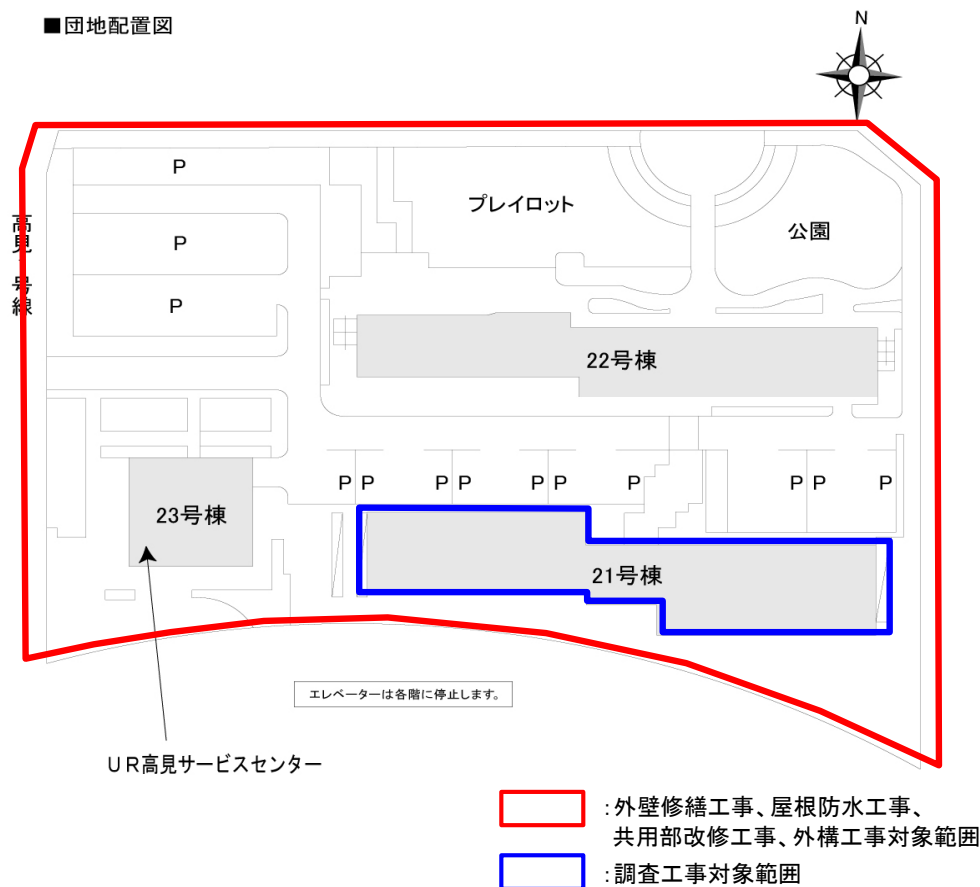 ■団地配置図
N
P
プレイロット
公園
P
高見 号線
P
22号棟
P P P P P P P P P P
23号棟
21号棟
エレベーターは各階に停止します。
UR高見サービスセンター
:外壁修繕工事、屋根防水工事、
共用部改修工事、外構工事対象範囲
:調査工事対象範囲